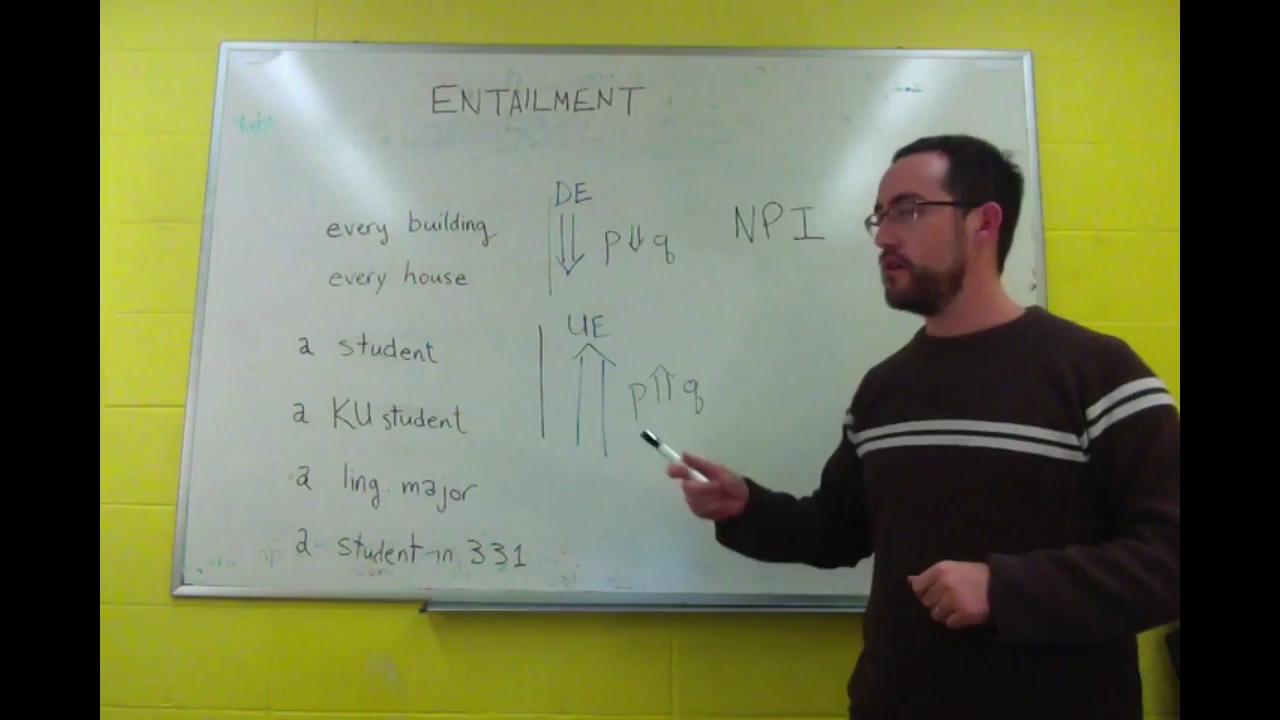 ENTAILMENT
DE
every building
p ⇓ q
NPI
every house
UE
a student
p ⇑ q
a KU student
a ling. major
a student in 331